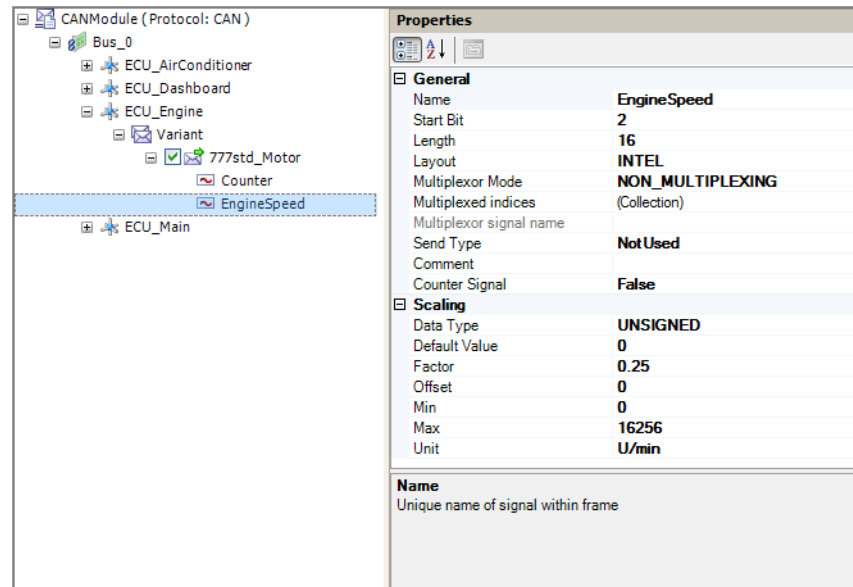 CANModule (Protocol: CAN )
Bus_0
ECU_AirConditioner
ECU_Dashboard
ECU_Engine
Variant
777std_Motor
Counter
EngineSpeed
ECU_Main
Properties
General
Name EngineSpeed
Start Bit 2
Length 16
Layout INTEL
Multiplexor Mode NON_MULTIPLEXING
Multiplexed indices (Collection)
Multiplexor signal name
Send Type NotUsed
Comment
Counter Signal False
Scaling
Data Type UNSIGNED
Default Value 0
Factor 0.25
Offset 0
Min 0
Max 16256
Unit U/min
Name
Unique name of signal within frame